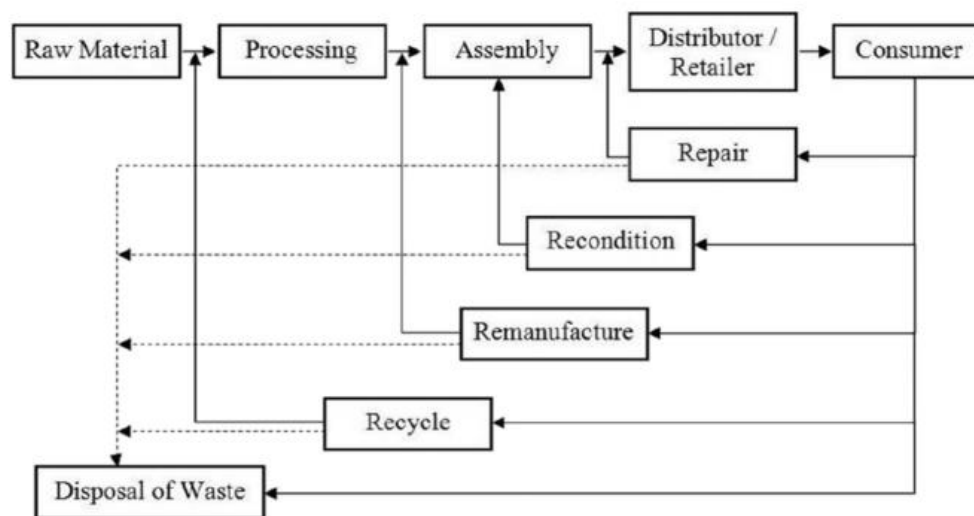 Raw Material
Processing
Assembly
Distributor /
Retailer
Consumer
Repair
Recondition
Remanufacture
Recycle
Disposal of Waste